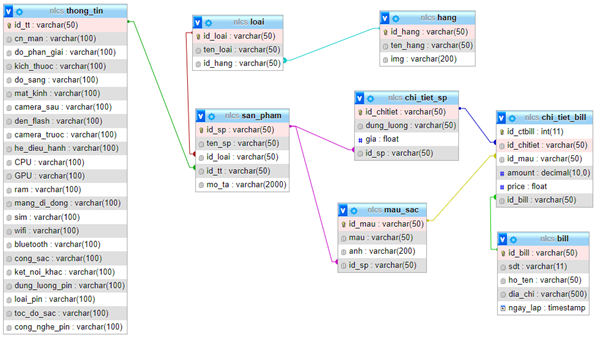 nlcs thong_tin
id_tt : varchar(50)
cn_man : varchar(100)
do_phan_giai : varchar(100)
kich_thuoc : varchar(100)
do_sang : varchar(100)
mat_kinh : varchar(100)
camera_sau : varchar(100)
den_flash : varchar(100)
camera_truoc : varchar(100)
he_dieu_hanh : varchar(100)
CPU : varchar(100)
GPU : varchar(100)
ram : varchar(100)
mang_di_dong : varchar(100)
sim : varchar(100)
wifi : varchar(100)
bluetooth : varchar(100)
cong_sac : varchar(100)
ket_noi_khac : varchar(100)
dung_luong_pin : varchar(100)
loai_pin : varchar(100)
toc_do_sac : varchar(100)
cong_nghe_pin : varchar(100)
nlcs loai
id_loai : varchar(50)
ten_loai : varchar(50)
id_hang : varchar(50)
nlcs hang
id_hang : varchar(50)
ten_hang : varchar(50)
img : varchar(200)
nlcs san_pham
id_sp : varchar(50)
ten_sp : varchar(50)
id_loai : varchar(50)
id_tt : varchar(50)
mo_ta : varchar(2000)
nlcs chi_tiet_sp
id_chitiet : varchar(50)
dung_luong : varchar(50)
gia : float
id_sp : varchar(50)
nlcs mau_sac
id_mau : varchar(50)
mau : varchar(50)
anh : varchar(200)
id_sp : varchar(50)
nlcs chi_tiet_bill
id_ctbill : int(11)
id_chitiet : varchar(50)
id_mau : varchar(50)
amount : decimal(10,0)
price : float
id_bill : varchar(50)
nlcs bill
id_bill : varchar(50)
sdt : varchar(11)
ho_ten : varchar(50)
dia_chi : varchar(500)
ngay_lap : timestamp